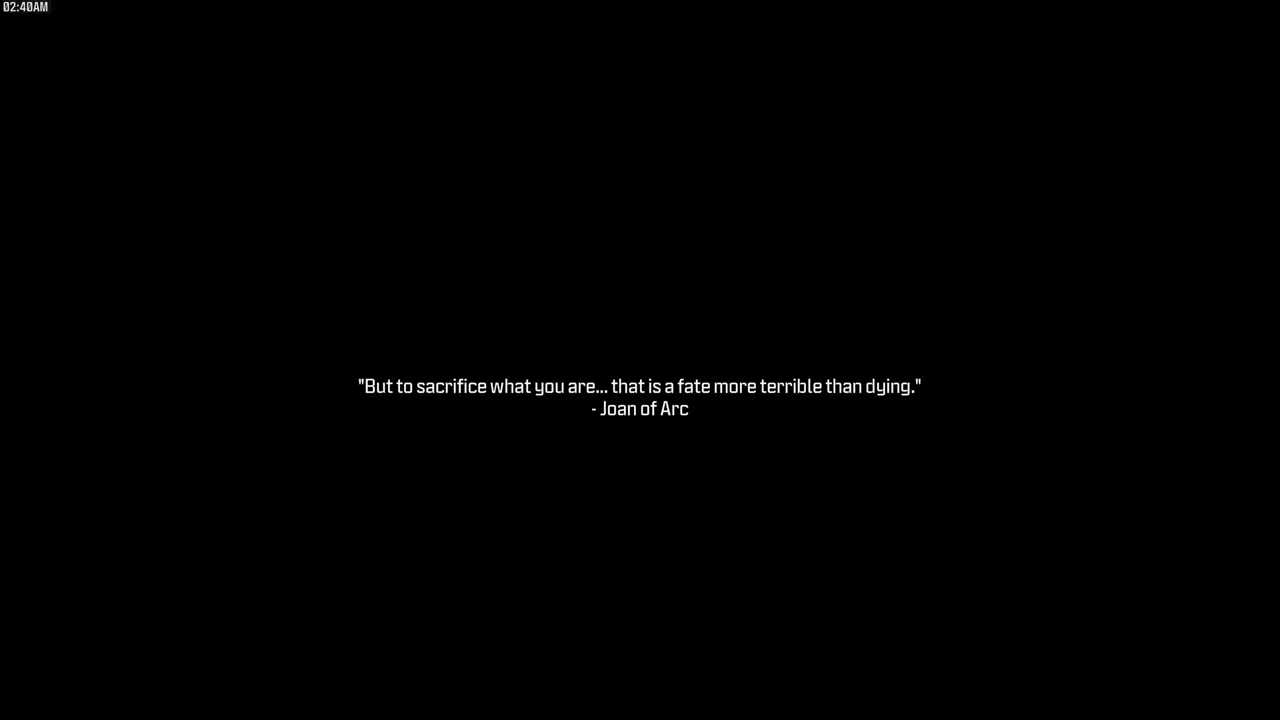 02:40AM
"But to sacrifice what you are... that is a fate more terrible than dying."
- Joan of Arc